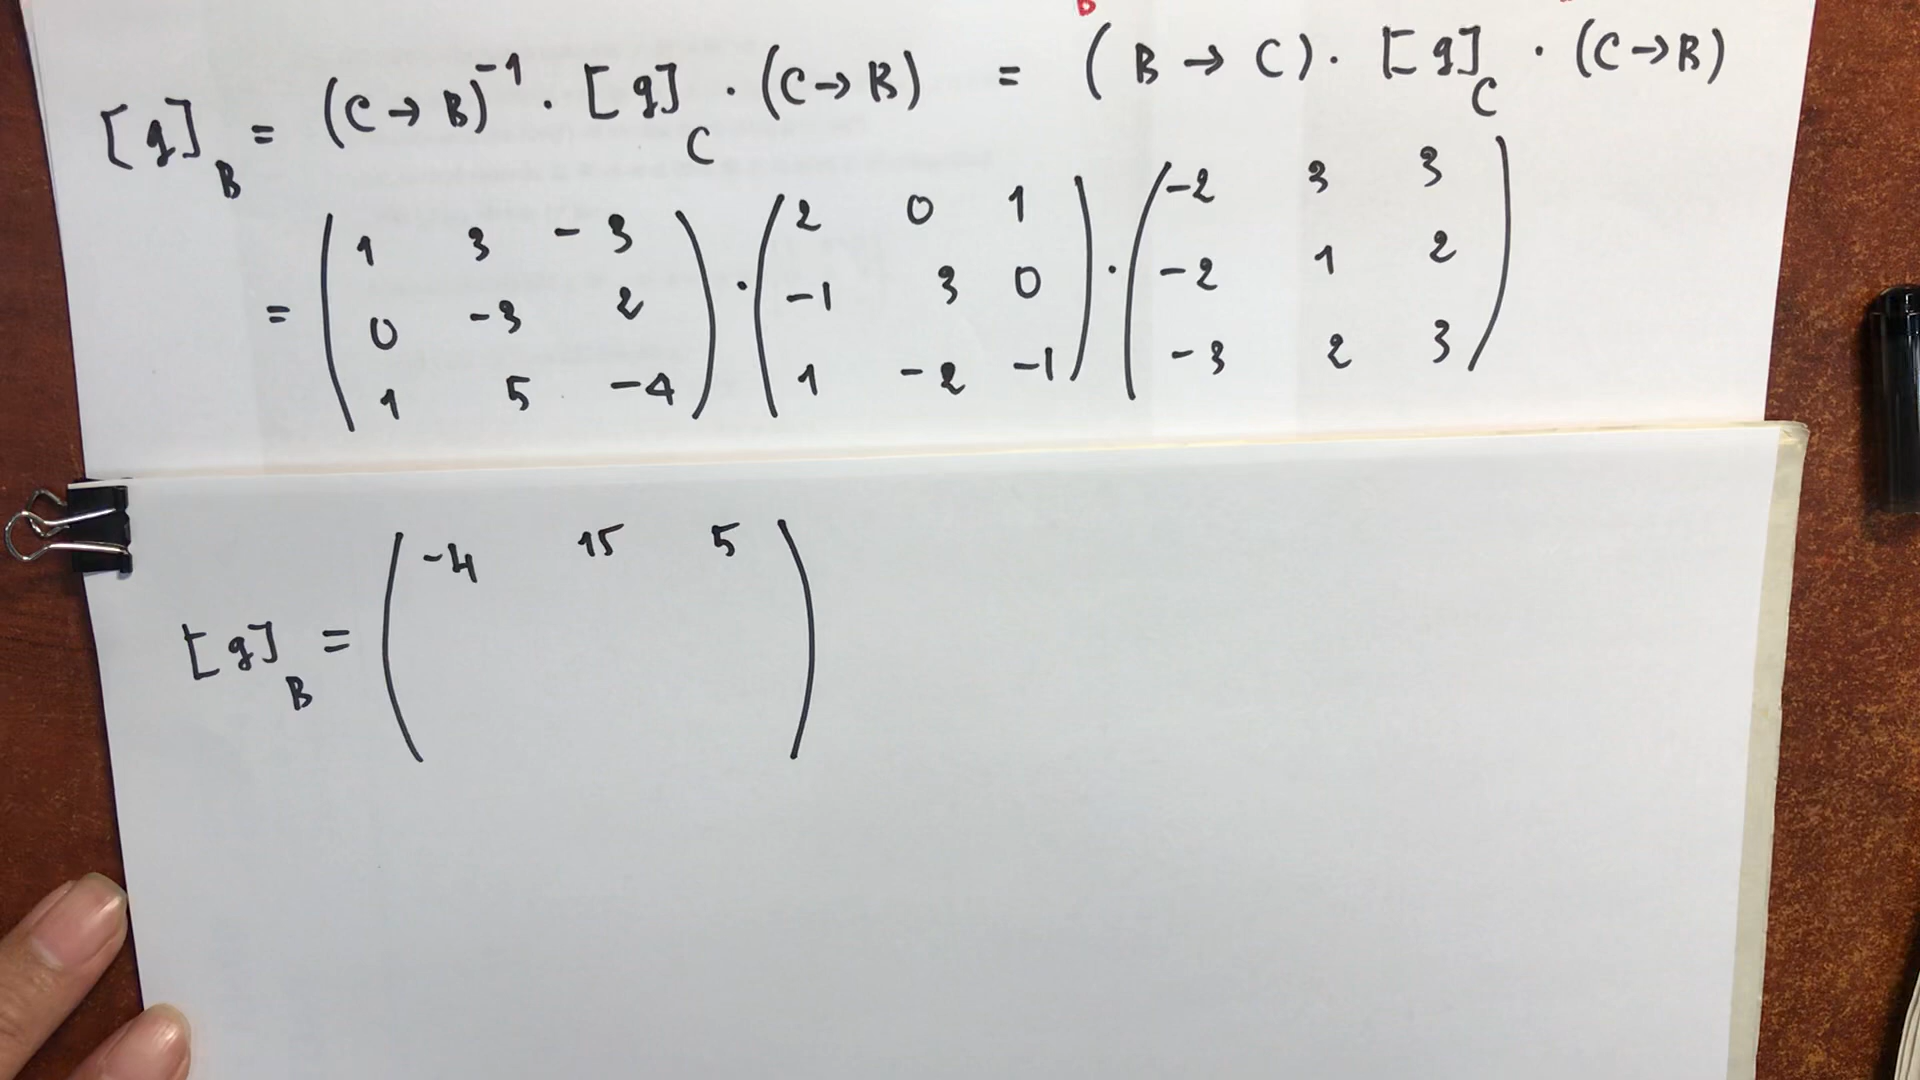 B
[g]_B = (C → B)^-1 · [g]_C · (C → B) = (B → C) · [g]_C · (C → B)
= ( 1 3 -3 ) · ( 2 0 1 ) · ( -2 3 3 )
( 0 -3 2 ) ( -1 3 0 ) ( -2 1 2 )
( 1 5 -4 ) ( 1 -2 -1 ) ( -3 2 3 )
[g]_B = ( -4 15 5 )